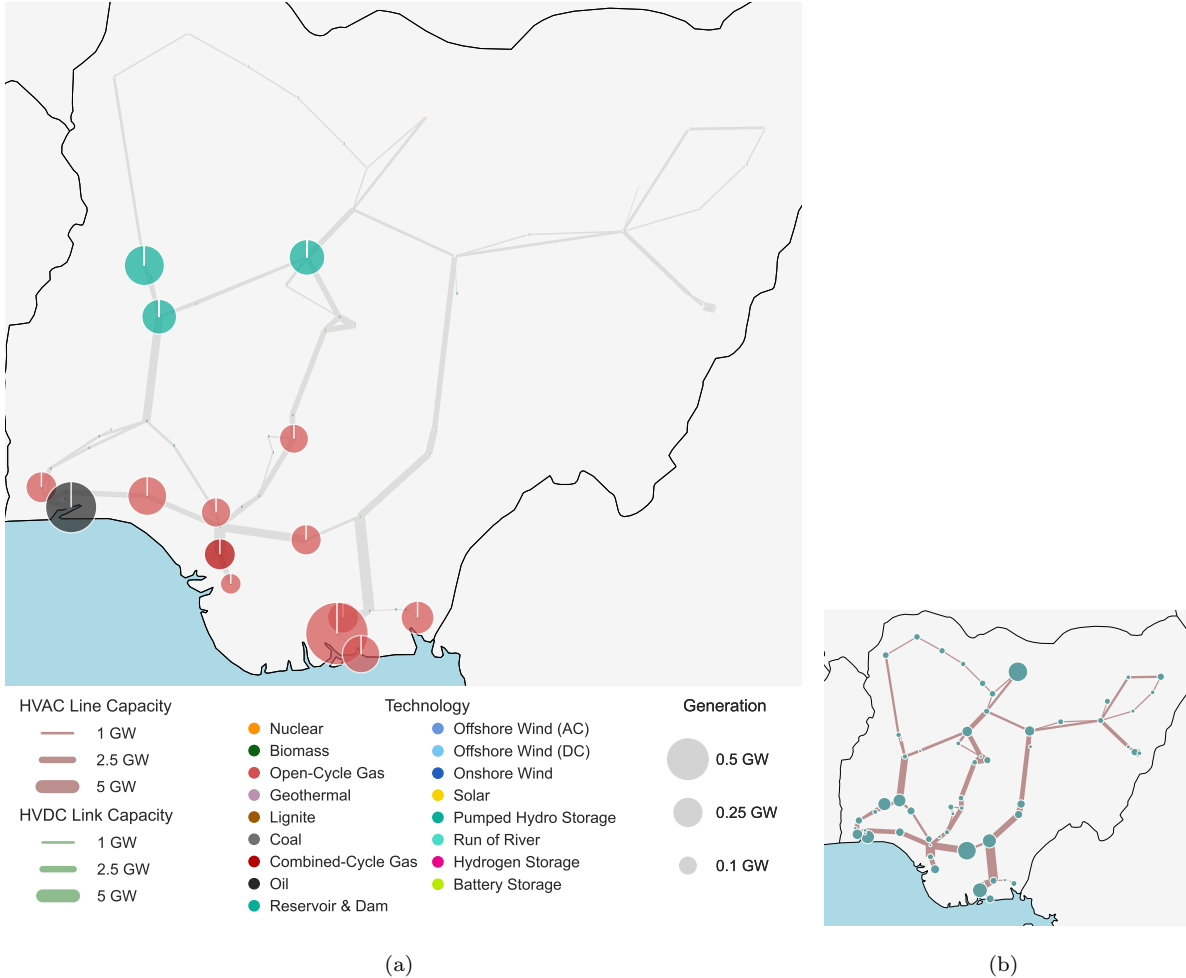 HVAC Line Capacity
1 GW
2.5 GW
5 GW
HVDC Link Capacity
1 GW
2.5 GW
5 GW
Technology
Nuclear
Biomass
Open-Cycle Gas
Geothermal
Lignite
Coal
Combined-Cycle Gas
Oil
Reservoir & Dam
Offshore Wind (AC)
Offshore Wind (DC)
Onshore Wind
Solar
Pumped Hydro Storage
Run of River
Hydrogen Storage
Battery Storage
Generation
0.5 GW
0.25 GW
0.1 GW
(a)
(b)